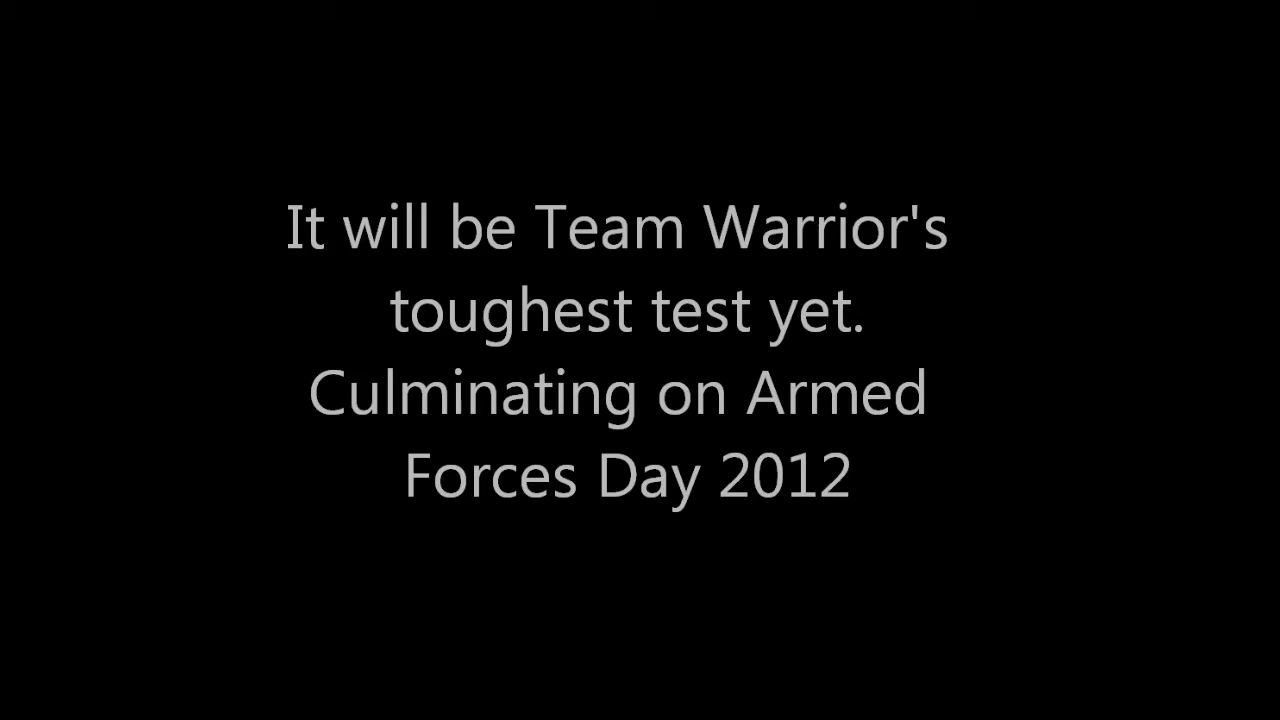 It will be Team Warrior's
toughest test yet.
Culminating on Armed
Forces Day 2012